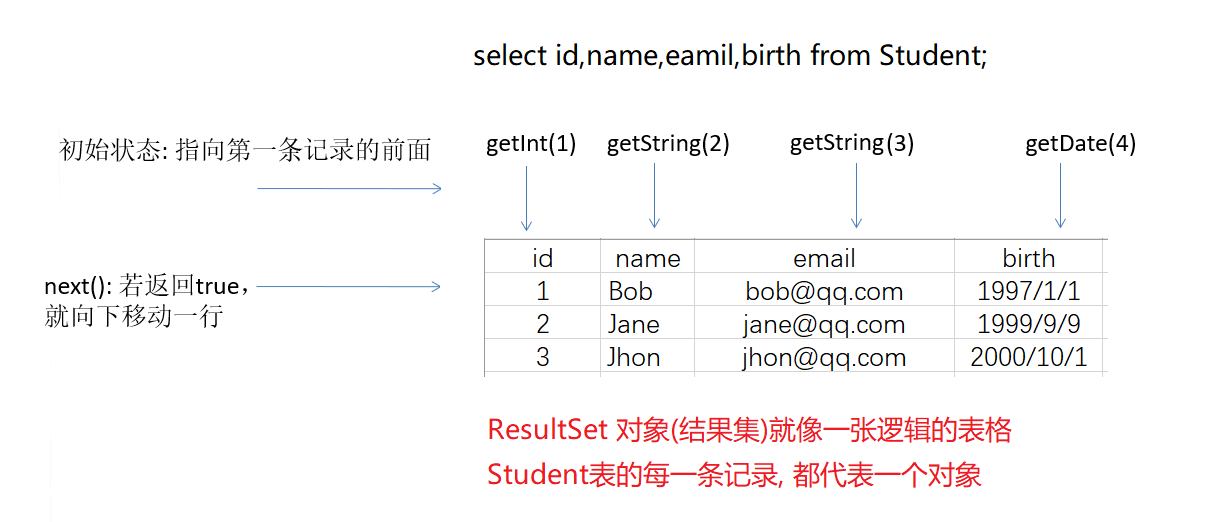 select id,name,eamil,birth from Student;
初始状态: 指向第一条记录的前面
getInt(1) getString(2) getString(3) getDate(4)
next(): 若返回true，
就向下移动一行
id name email birth
1 Bob bob@qq.com 1997/1/1
2 Jane jane@qq.com 1999/9/9
3 Jhon jhon@qq.com 2000/10/1
ResultSet 对象(结果集)就像一张逻辑的表格
Student表的每一条记录, 都代表一个对象